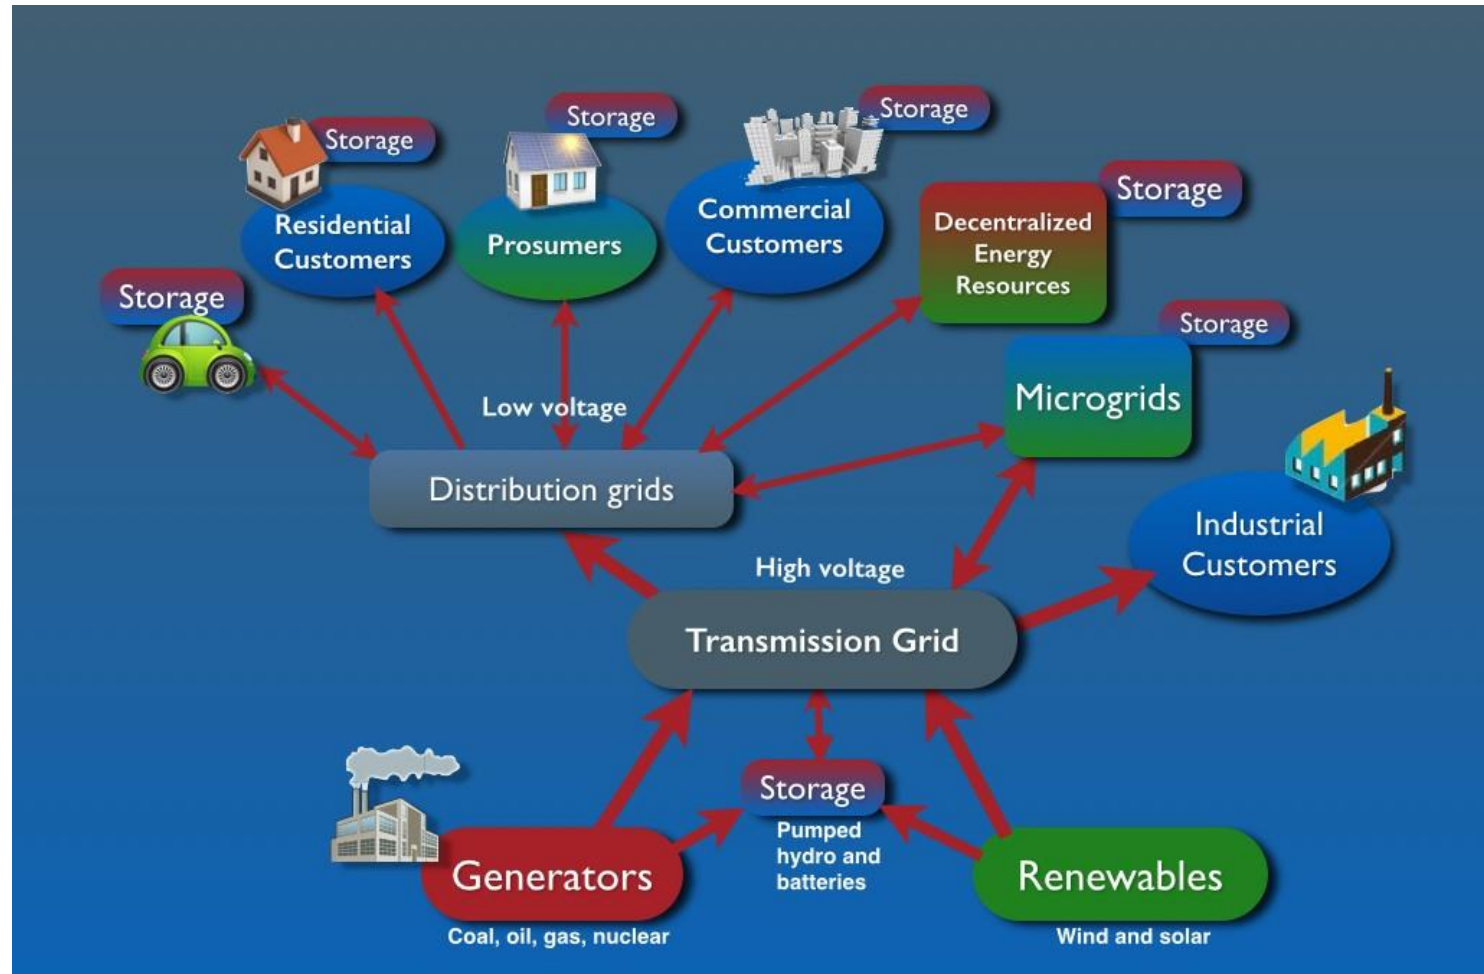 Storage
Storage
Storage
Storage
Residential
Customers
Prosumers
Commercial
Customers
Decentralized
Energy
Resources
Storage
Storage
Microgrids
Low voltage
Distribution grids
Industrial
Customers
High voltage
Transmission Grid
Storage
Pumped
hydro and
batteries
Generators
Coal, oil, gas, nuclear
Renewables
Wind and solar